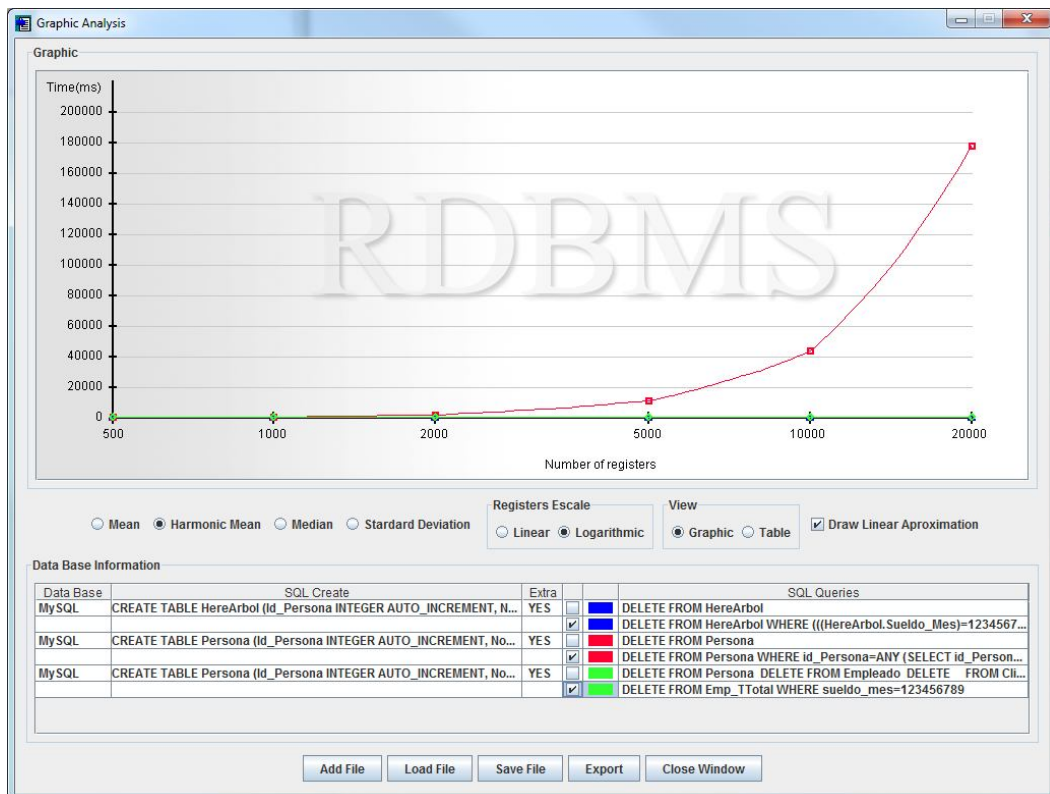 Graphic Analysis
Graphic
Time(ms)
200000
180000
160000
140000
120000
100000
80000
60000
40000
20000
0
RDBMS
500 1000 2000 5000 10000 20000
Number of registers
Mean Harmonic Mean Median Stardard Deviation
Registers Escale
Linear Logarithmic
View
Graphic Table
Draw Linear Aproximation
Data Base Information
Data Base SQL Create Extra SQL Queries
MySQL CREATE TABLE HereArbol (Id_Persona INTEGER AUTO_INCREMENT, N... YES DELETE FROM HereArbol
DELETE FROM HereArbol WHERE (((HereArbol.Sueldo_Mes)=1234567...
MySQL CREATE TABLE Persona (Id_Persona INTEGER AUTO_INCREMENT, No... YES DELETE FROM Persona
DELETE FROM Persona WHERE id_Persona=ANY (SELECT id_Person...
MySQL CREATE TABLE Persona (Id_Persona INTEGER AUTO_INCREMENT, No... YES DELETE FROM Persona DELETE FROM Empleado DELETE FROM Cli...
DELETE FROM Emp_TTotal WHERE sueldo_mes=123456789
Add File Load File Save File Export Close Window